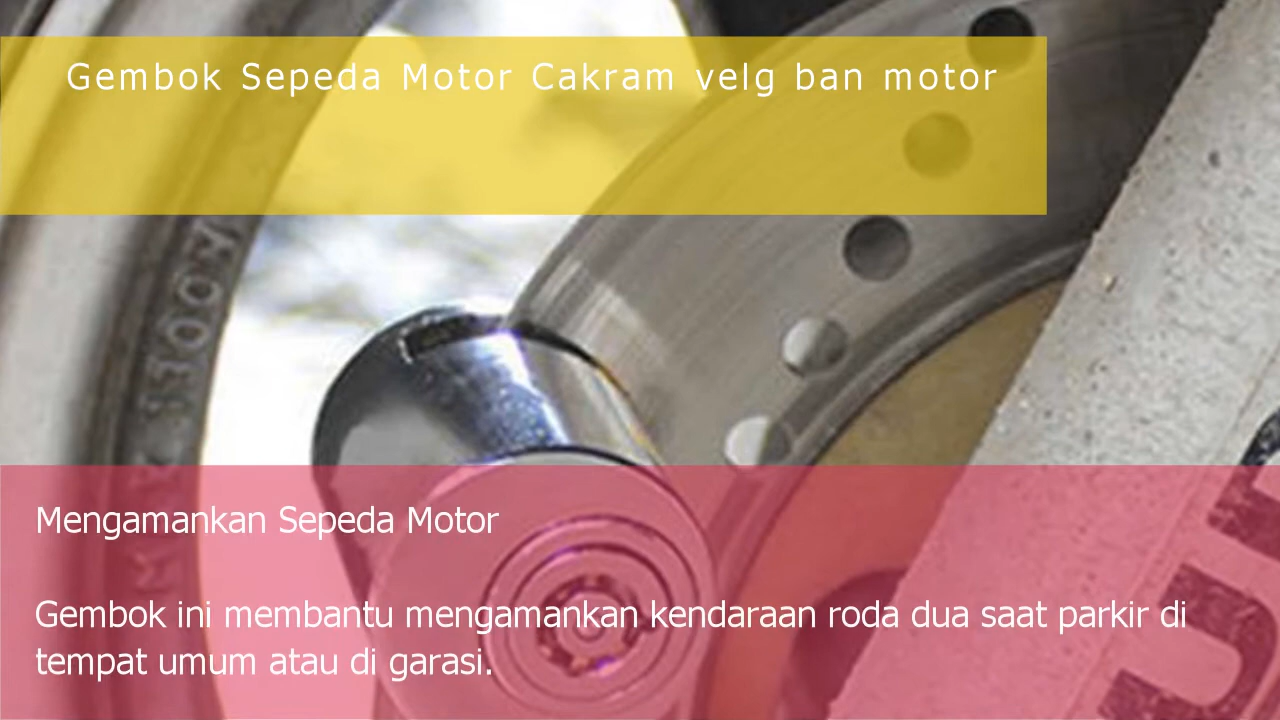 Gembok Sepeda Motor Cakram velg ban motor
Mengamankan Sepeda Motor
Gembok ini membantu mengamankan kendaraan roda dua saat parkir di
tempat umum atau di garasi.